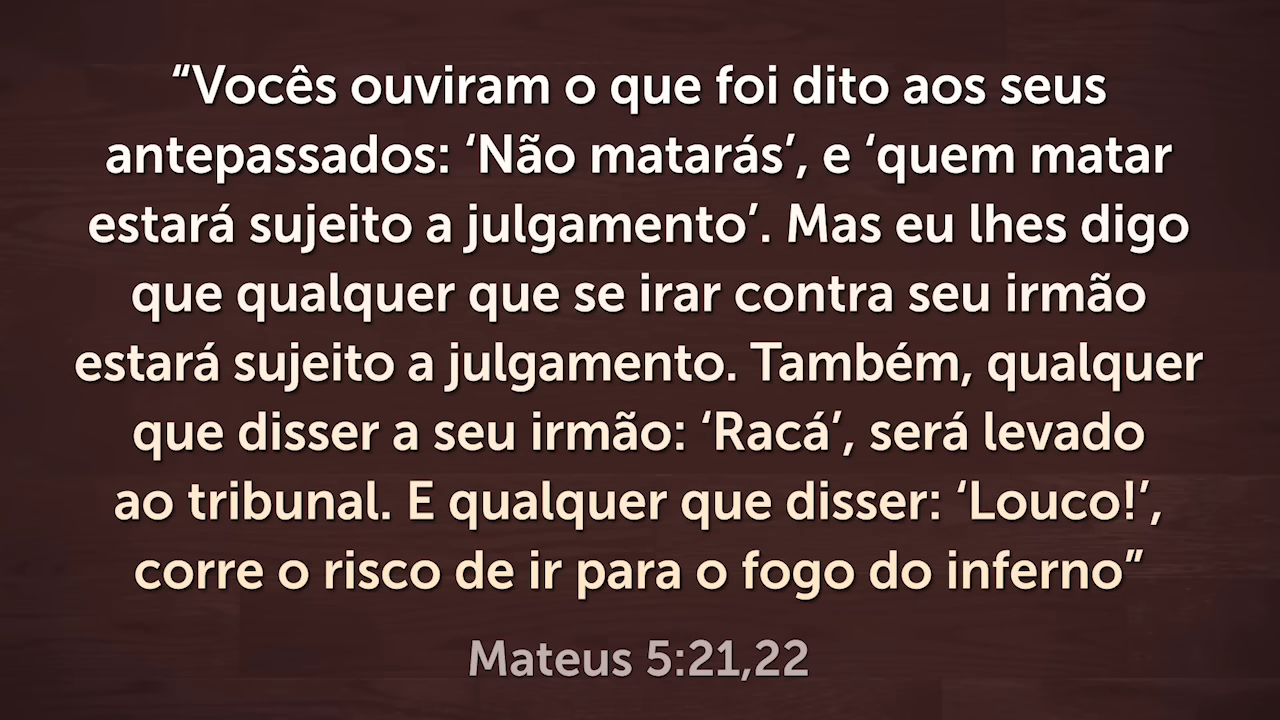 “Vocês ouviram o que foi dito aos seus
antepassados: ‘Não matarás’, e ‘quem matar
estará sujeito a julgamento’. Mas eu lhes digo
que qualquer que se irar contra seu irmão
estará sujeito a julgamento. Também, qualquer
que disser a seu irmão: ‘Racá’, será levado
ao tribunal. E qualquer que disser: ‘Louco!’,
corre o risco de ir para o fogo do inferno”
Mateus 5:21,22